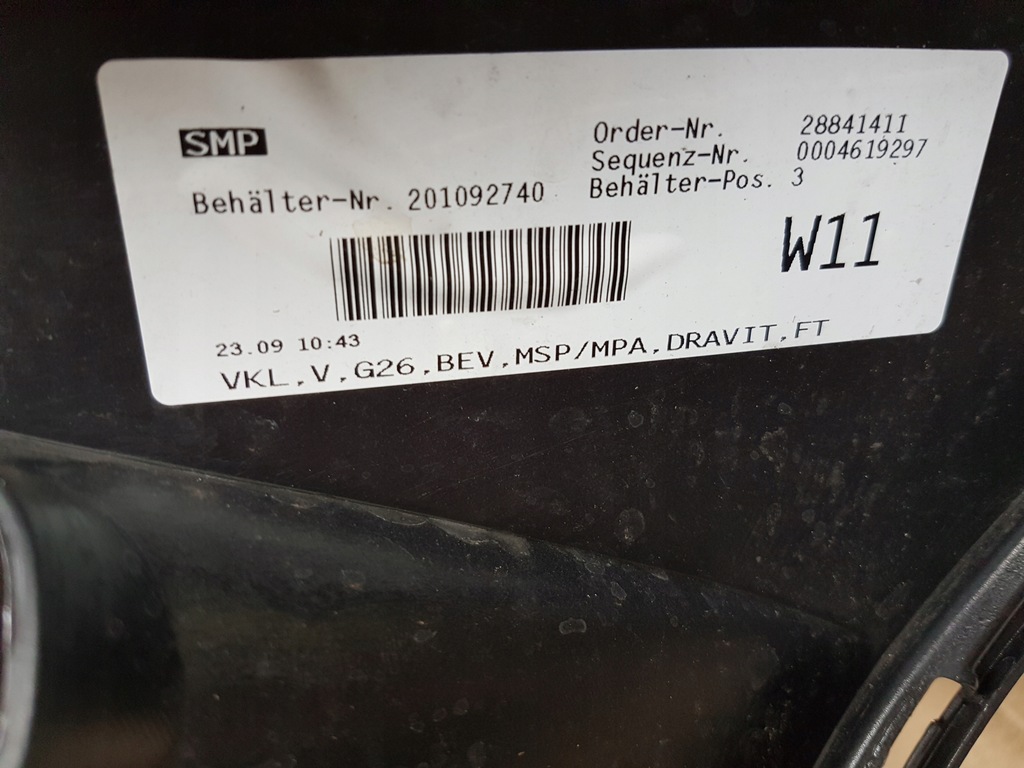 SMP
Order-Nr. 28841411
Sequenz-Nr. 0004619297
Behälter-Nr. 201092740
Behälter-Pos. 3
W11
23.09 10:43
VKL,V,G26,BEV,MSP/MPA,DRAVIT,FT